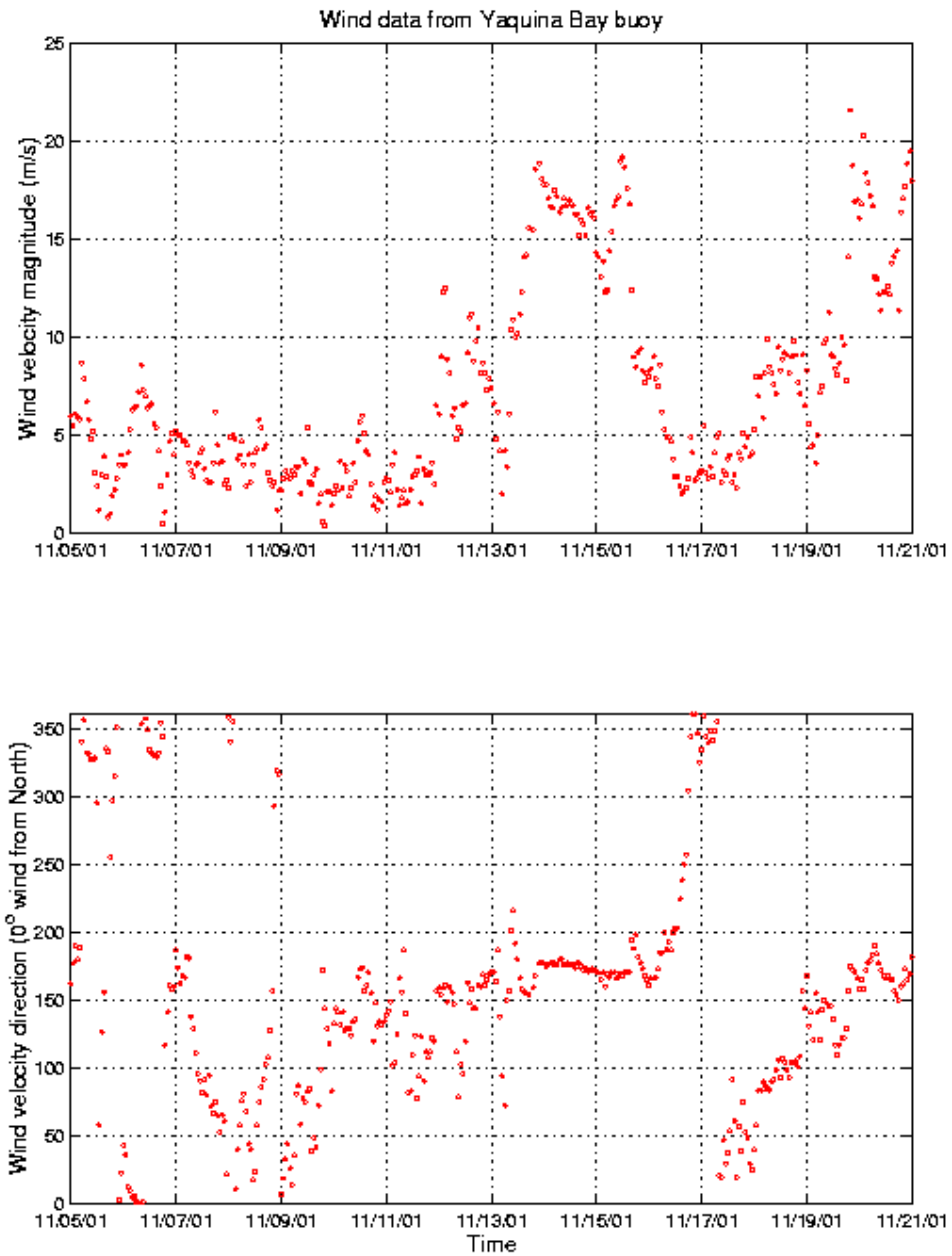 Wind data from Yaquina Bay buoy
25
20
15
10
5
0
Wind velocity magnitude (m/s)
11/05/01 11/07/01 11/09/01 11/11/01 11/13/01 11/15/01 11/17/01 11/19/01 11/21/01
350
300
250
200
150
100
50
0
Wind velocity direction (0° wind from North)
11/05/01 11/07/01 11/09/01 11/11/01 11/13/01 11/15/01 11/17/01 11/19/01 11/21/01
Time